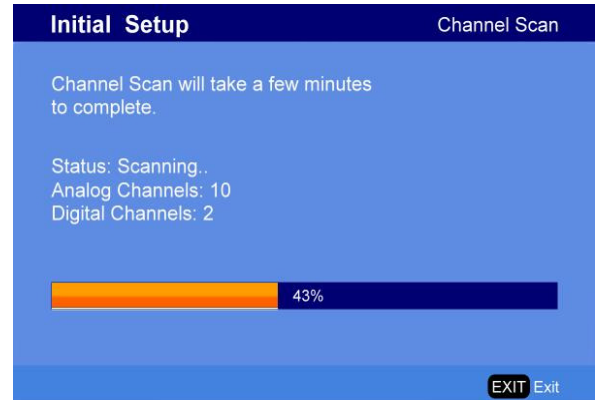 Initial Setup
Channel Scan
Channel Scan will take a few minutes
to complete.
Status: Scanning..
Analog Channels: 10
Digital Channels: 2
43%
EXIT Exit